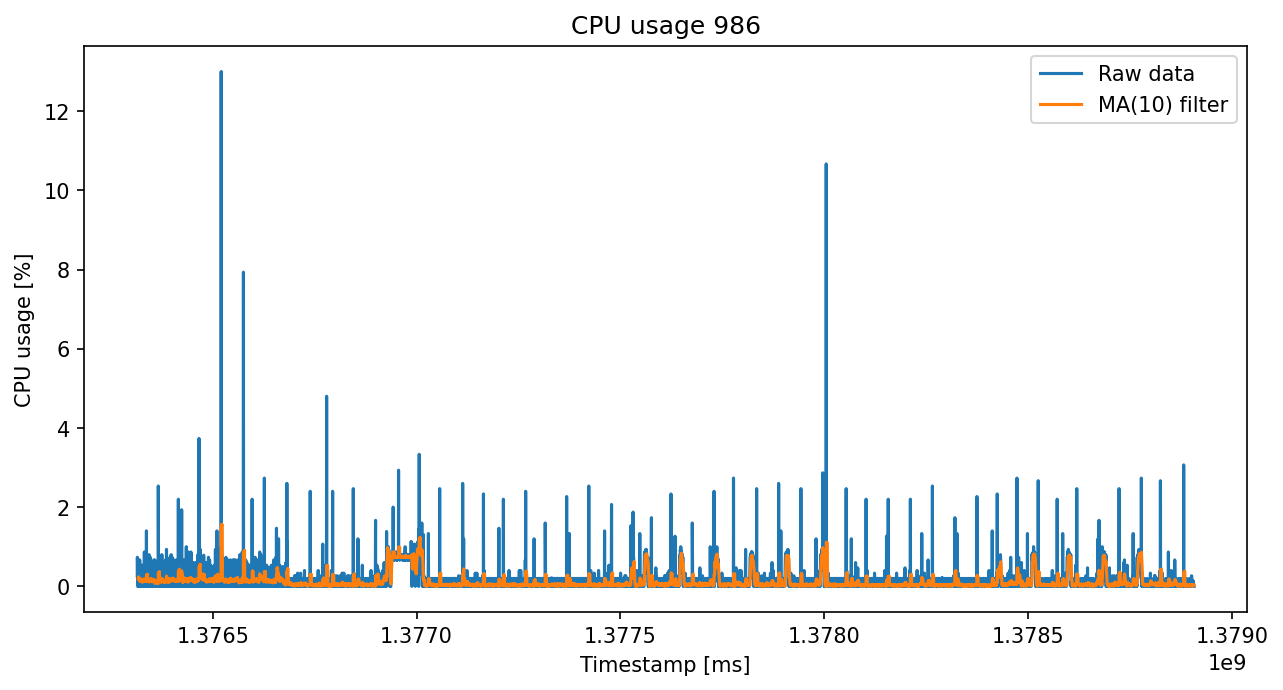 CPU usage 986
Raw data
MA(10) filter
CPU usage [%]
12
10
8
6
4
2
0
1.3765
1.3770
1.3775
1.3780
1.3785
1.3790
1e9
Timestamp [ms]